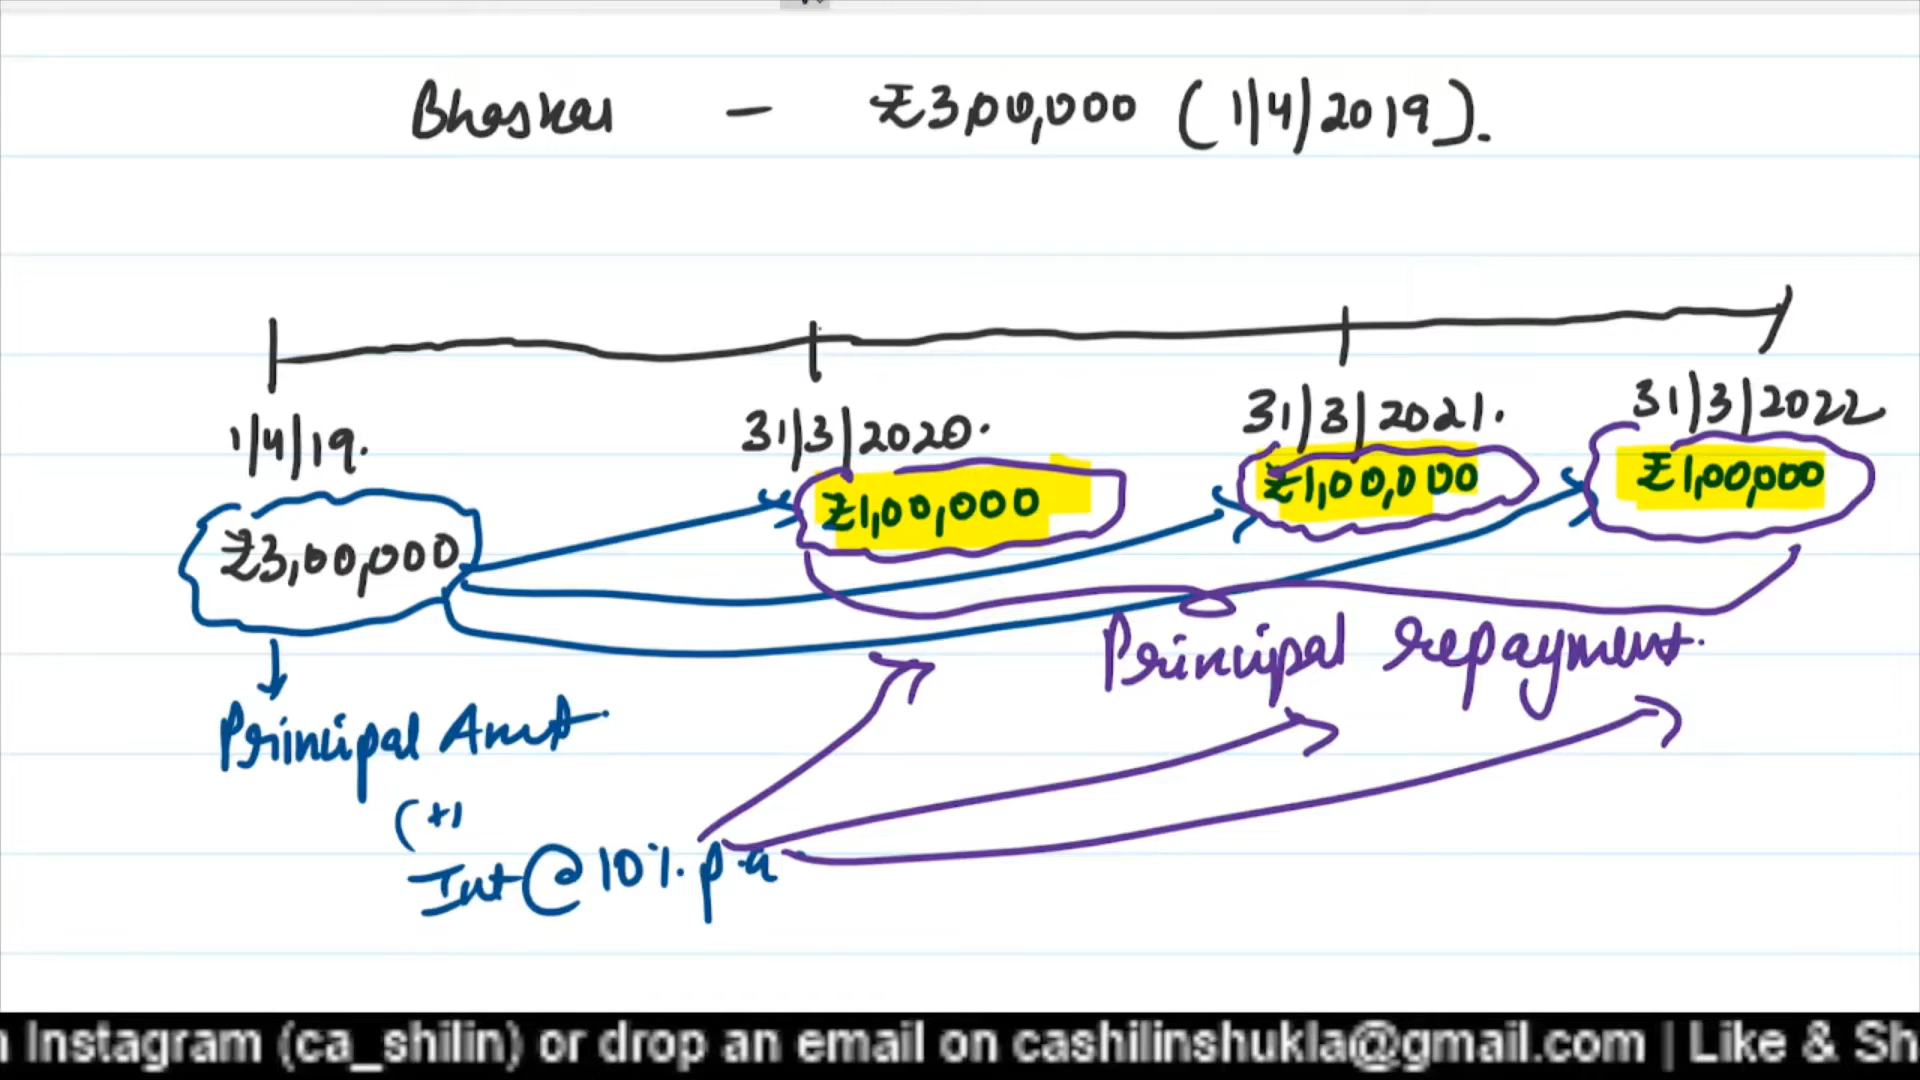 Bhaskar - ₹3,00,000 (1/4/2019).
1/4/19. 31/3/2020. 31/3/2021. 31/3/2022
₹3,00,000 ₹1,00,000 ₹1,00,000 ₹1,00,000
Principal repayment.
Principal Amt.
(+)
Int @ 10% p.a
n Instagram (ca_shilin) or drop an email on cashilinshukla@gmail.com | Like & Sh